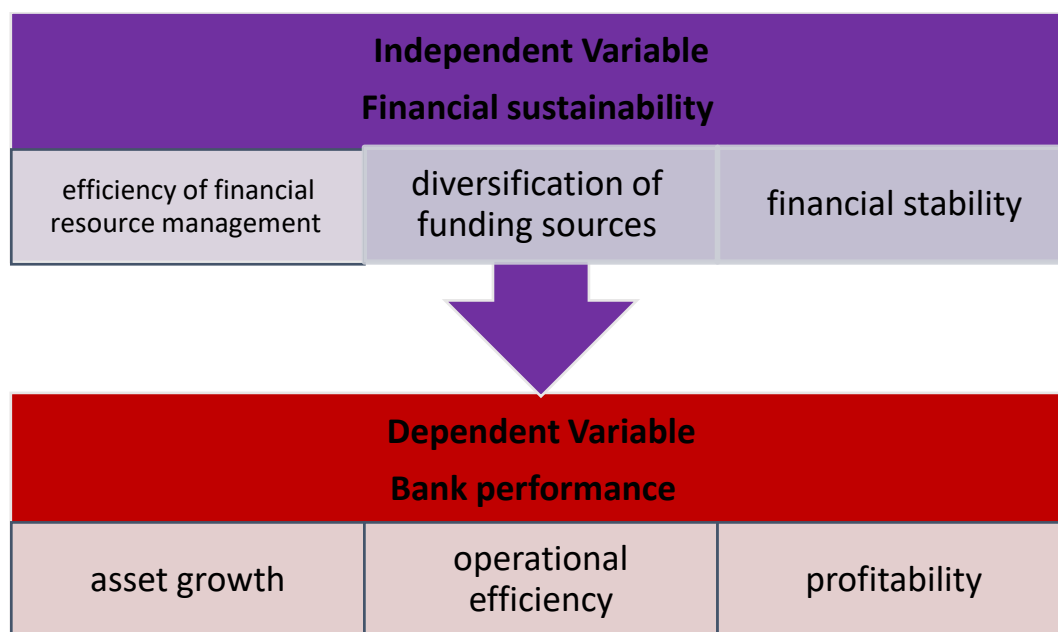 Independent Variable
Financial sustainability
efficiency of financial
resource management
diversification of
funding sources
financial stability
Dependent Variable
Bank performance
asset growth
operational
efficiency
profitability